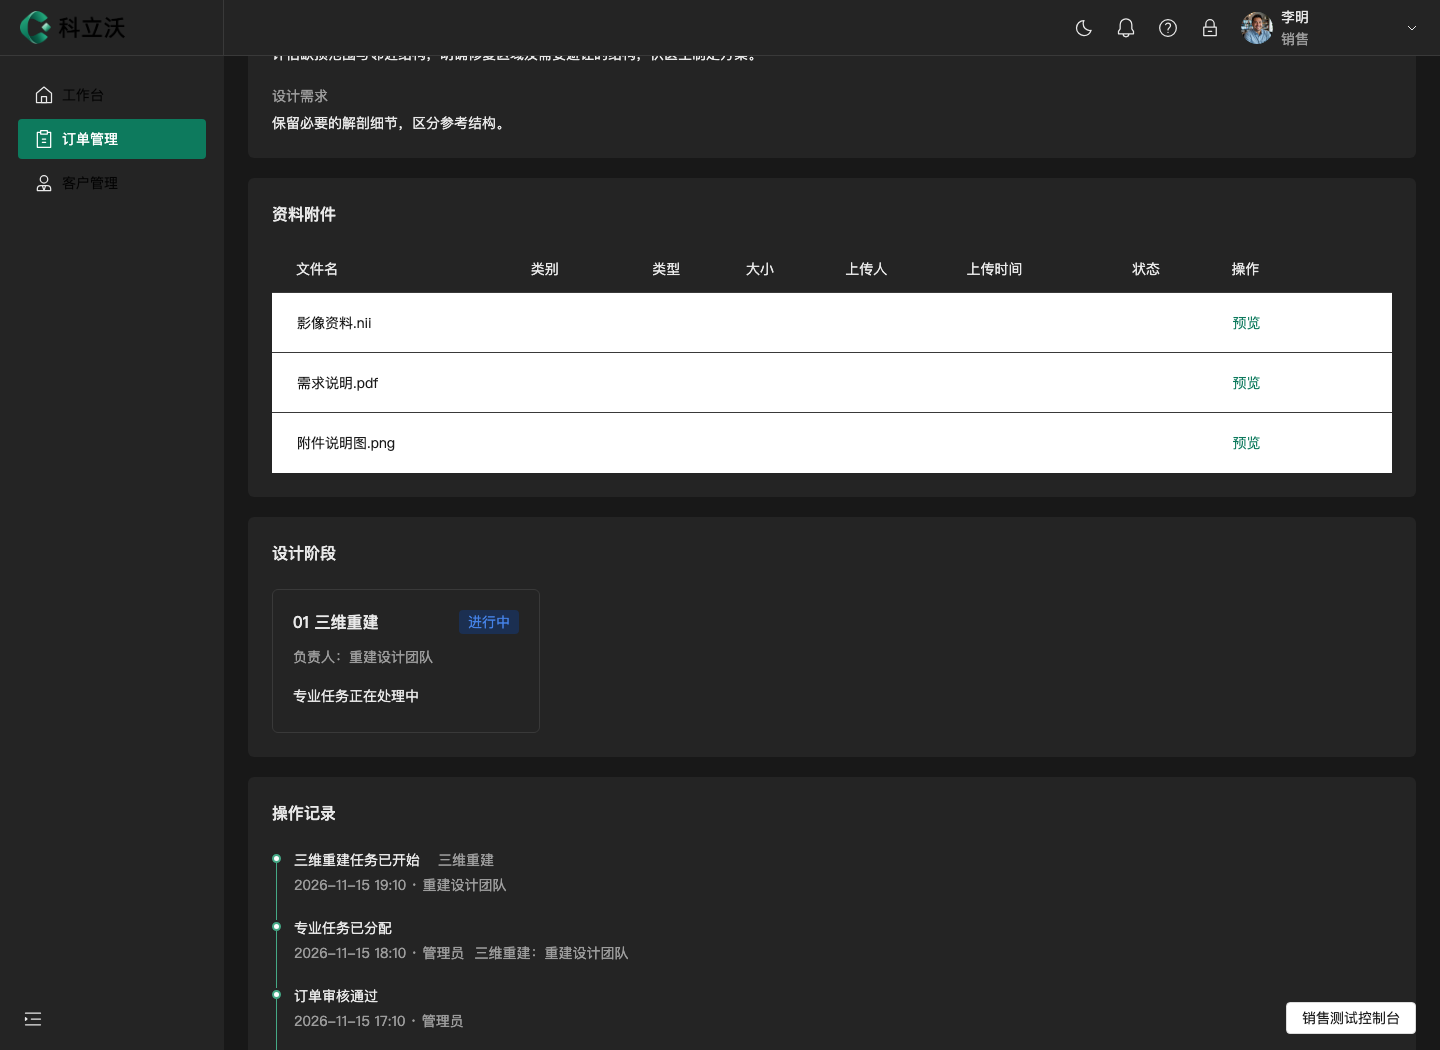 科立沃
李明
销售
工作台
订单管理
客户管理
设计需求
保留必要的解剖细节，区分参考结构。
资料附件
文件名 类别 类型 大小 上传人 上传时间 状态 操作
影像资料.nii 预览
需求说明.pdf 预览
附件说明图.png 预览
设计阶段
01 三维重建 进行中
负责人：重建设计团队
专业任务正在处理中
操作记录
三维重建任务已开始 三维重建
2026-11-15 19:10 · 重建设计团队
专业任务已分配
2026-11-15 18:10 · 管理员 三维重建：重建设计团队
订单审核通过
2026-11-15 17:10 · 管理员
销售测试控制台